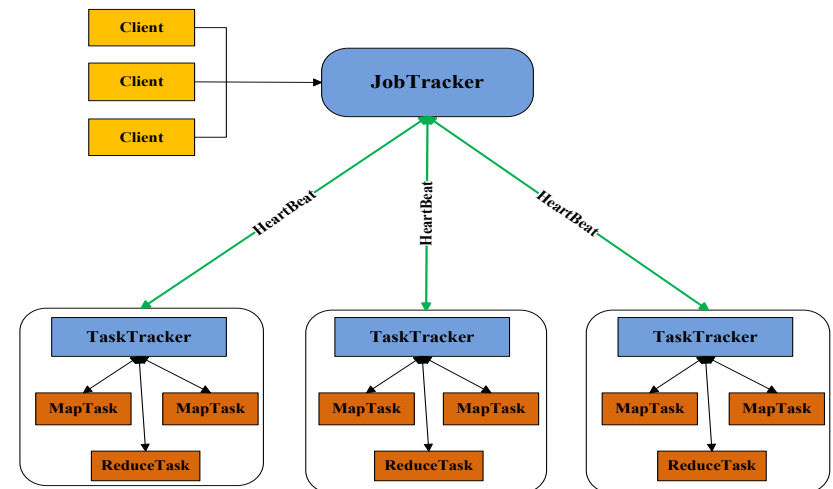 Client
Client
JobTracker
Client
HeartBeat
HeartBeat
HeartBeat
TaskTracker
TaskTracker
TaskTracker
MapTask
MapTask
MapTask
MapTask
MapTask
MapTask
ReduceTask
ReduceTask
ReduceTask